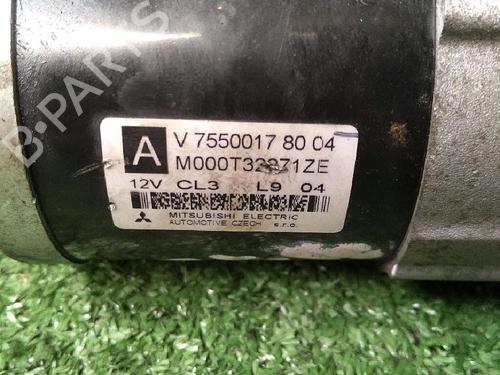 B-PARTS
A
V 7550017 80 04
M000T32271ZE
12V CL3 L9 04
MITSUBISHI ELECTRIC
AUTOMOTIVE CZECH s.r.o.